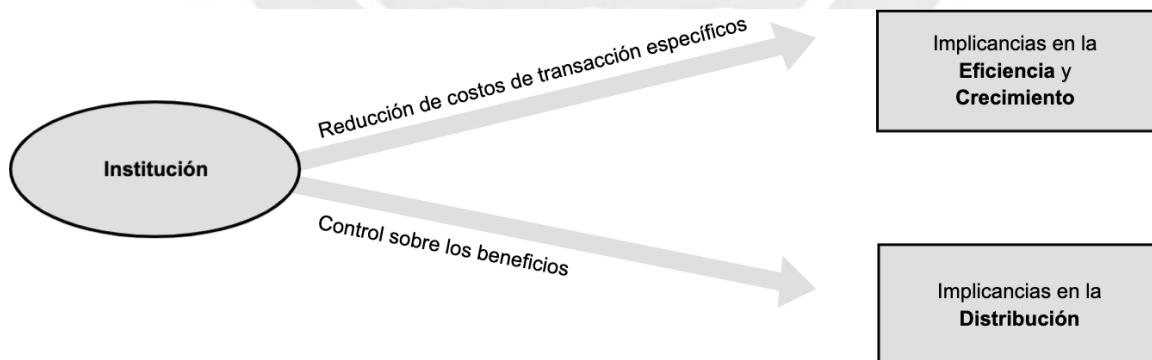 Reducción de costos de transacción específicos
Implicancias en la
Eficiencia y
Crecimiento
Institución
Control sobre los beneficios
Implicancias en la
Distribución